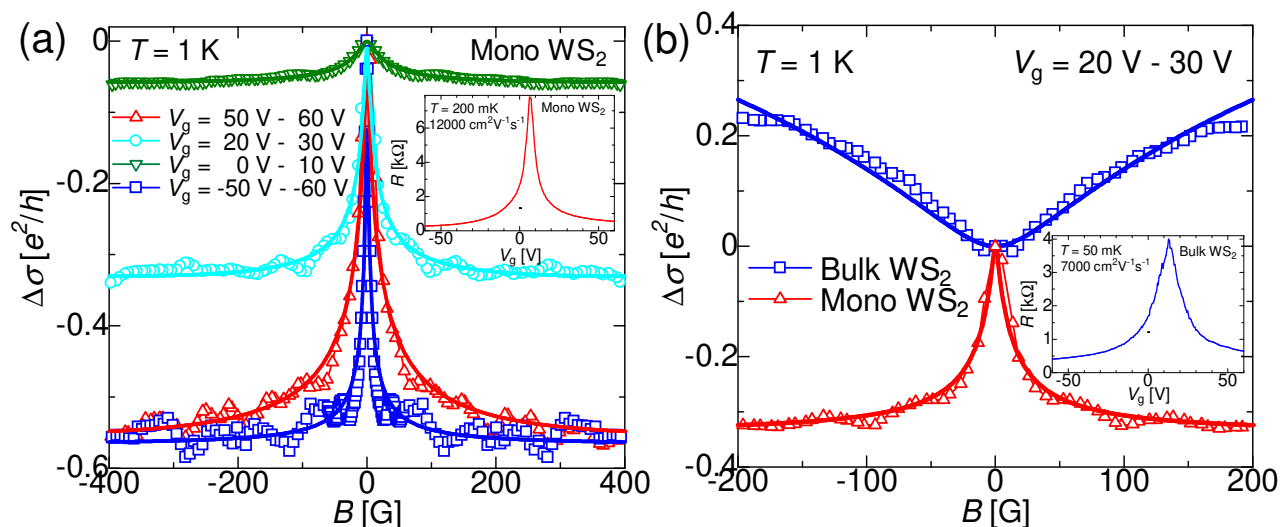 (a)
T = 1 K
Mono WS2
Vg = 50 V - 60 V
Vg = 20 V - 30 V
Vg = 0 V - 10 V
Vg = -50 V - -60 V
Δσ [e²/h]
0
-0.2
-0.4
-0.6
-400
-200
0
200
400
B [G]
T = 200 mK
12000 cm²V⁻¹s⁻¹
Mono WS2
R [kΩ]
6
4
2
0
-50
0
50
Vg [V]
(b)
T = 1 K
Vg = 20 V - 30 V
Bulk WS2
Mono WS2
Δσ [e²/h]
0.4
0.2
0
-0.2
-0.4
-200
-100
0
100
200
B [G]
T = 50 mK
7000 cm²V⁻¹s⁻¹
Bulk WS2
R [kΩ]
4
3
2
1
0
-50
0
50
Vg [V]